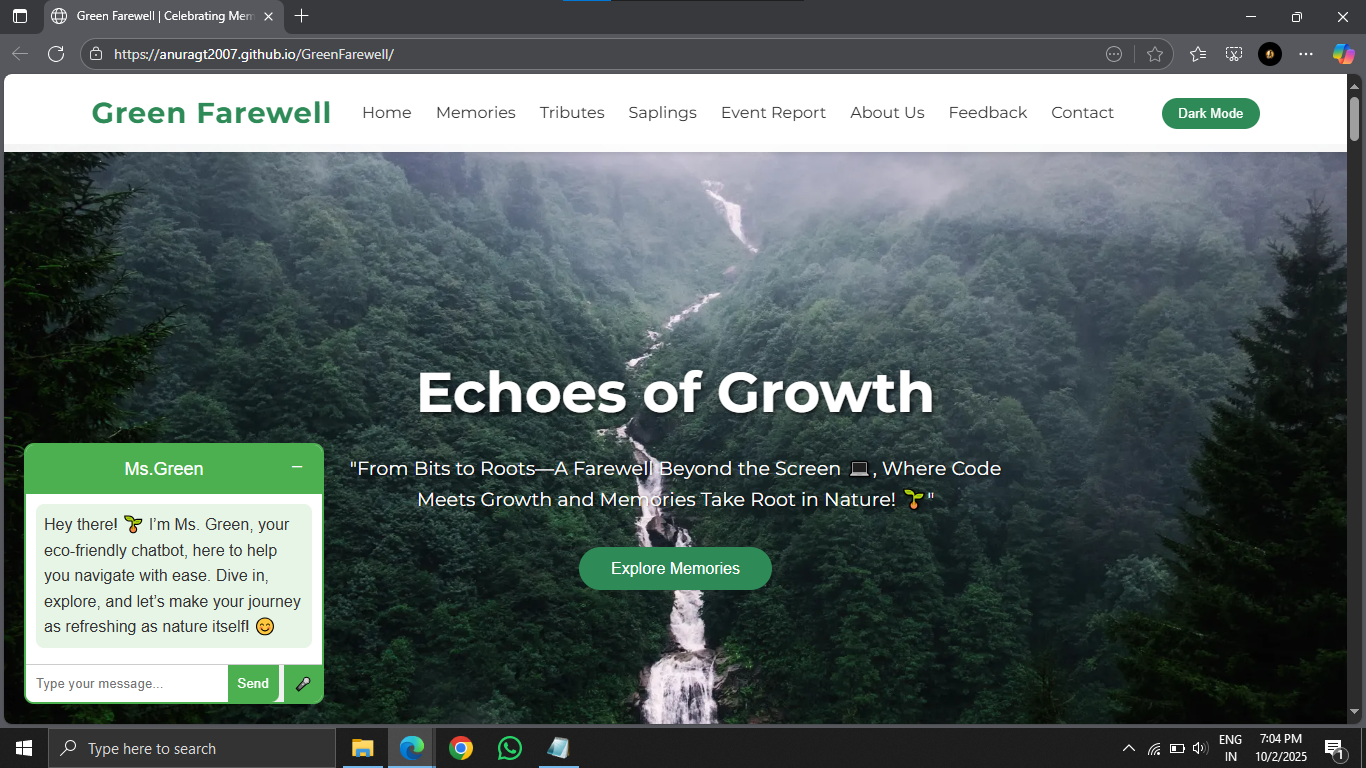 Green Farewell | Celebrating Mem
https://anuragt2007.github.io/GreenFarewell/
Green Farewell
Home
Memories
Tributes
Saplings
Event Report
About Us
Feedback
Contact
Dark Mode
Echoes of Growth
"From Bits to Roots—A Farewell Beyond the Screen 💻, Where Code
Meets Growth and Memories Take Root in Nature! 🌱"
Explore Memories
Ms.Green
Hey there! 🌱 I’m Ms. Green, your
eco-friendly chatbot, here to help
you navigate with ease. Dive in,
explore, and let’s make your journey
as refreshing as nature itself! 😊
Type your message...
Send
Type here to search
ENG
IN
7:04 PM
10/2/2025
1